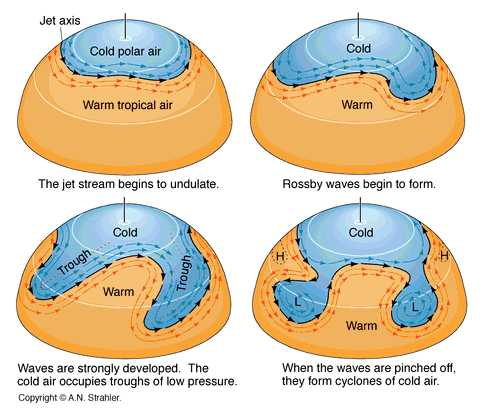 Jet axis
Cold polar air
Warm tropical air
The jet stream begins to undulate.
Cold
Warm
Rossby waves begin to form.
Cold
Trough
Trough
Warm
Waves are strongly developed. The
cold air occupies troughs of low pressure.
Cold
H
H
L
L
Warm
When the waves are pinched off,
they form cyclones of cold air.
Copyright © A.N. Strahler.